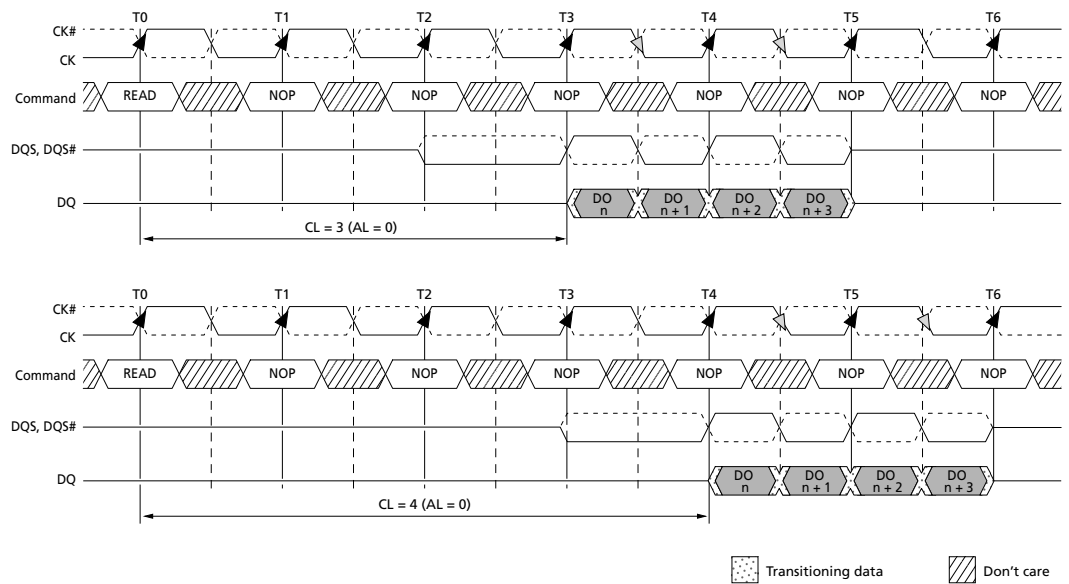 T0 T1 T2 T3 T4 T5 T6
CK#
CK
Command READ NOP NOP NOP NOP NOP NOP
DQS, DQS#
DQ DO n DO n + 1 DO n + 2 DO n + 3
CL = 3 (AL = 0)
T0 T1 T2 T3 T4 T5 T6
CK#
CK
Command READ NOP NOP NOP NOP NOP NOP
DQS, DQS#
DQ DO n DO n + 1 DO n + 2 DO n + 3
CL = 4 (AL = 0)
Transitioning data Don't care